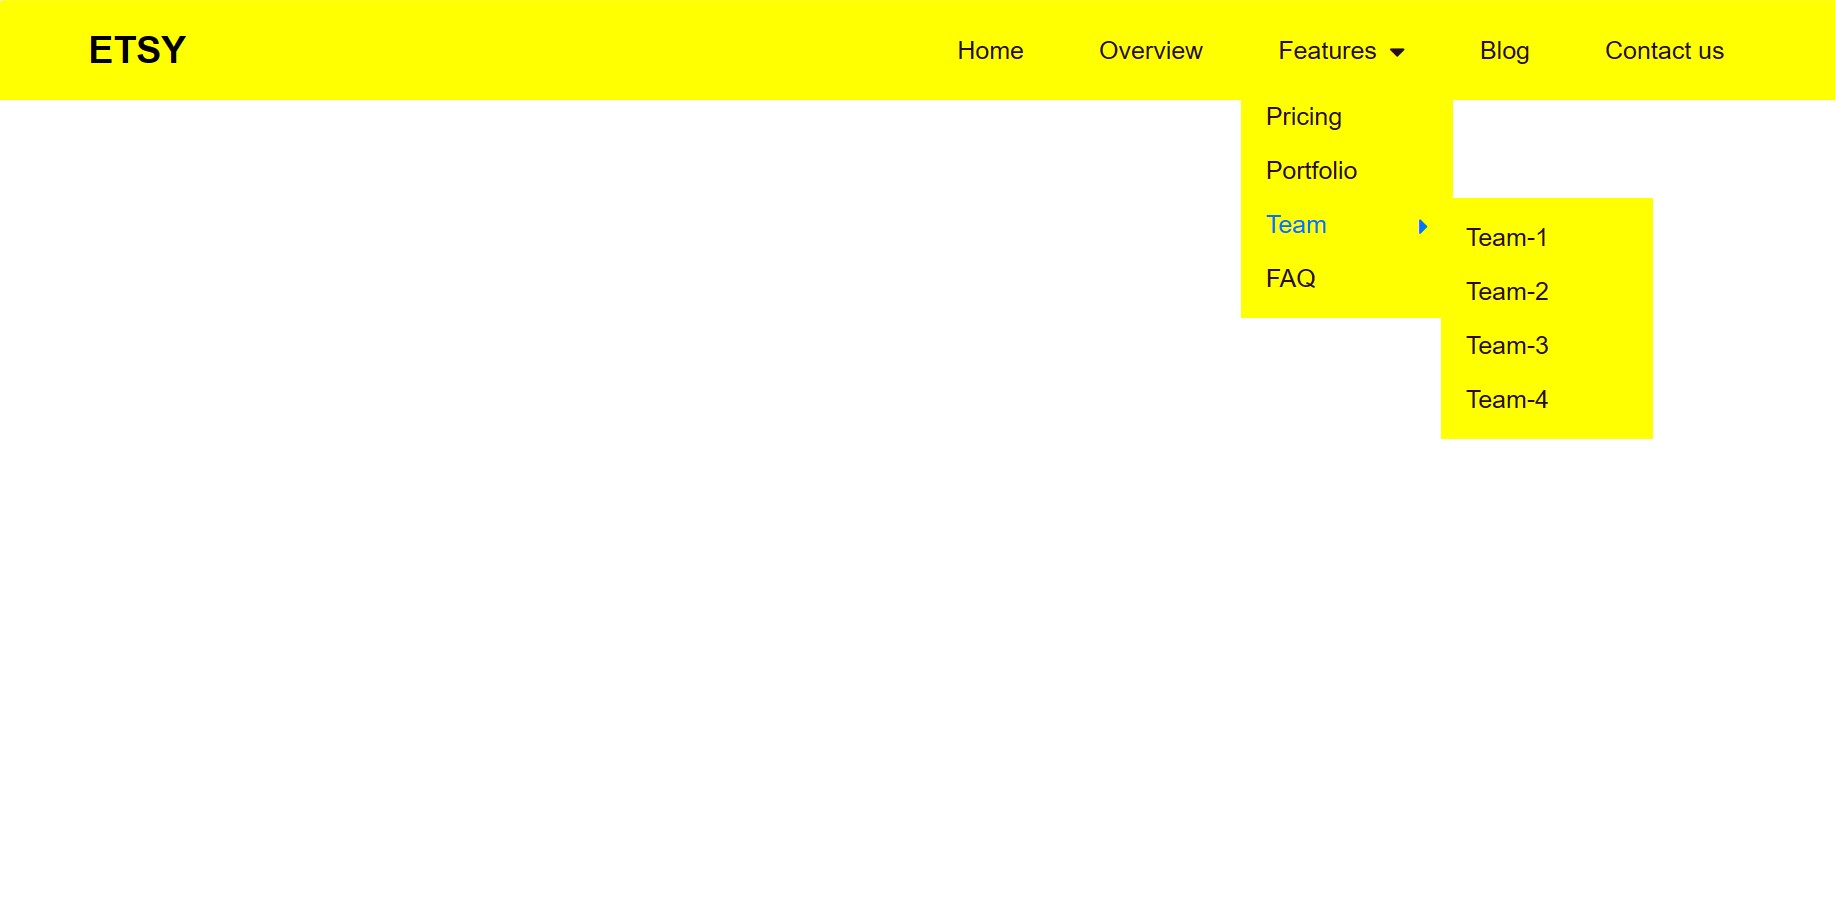 ETSY Home Overview Features Blog Contact us
Pricing
Portfolio
Team
FAQ
Team-1
Team-2
Team-3
Team-4